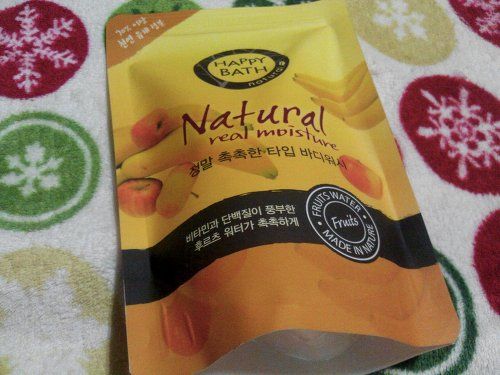 HAPPY
BATH
natural
Natural
real moisture
정말 촉촉한 타입 바디워시
비타민과 단백질이 풍부한
후르츠 워터가 촉촉하게
FRUITS WATER
Fruits
MADE IN NATURE